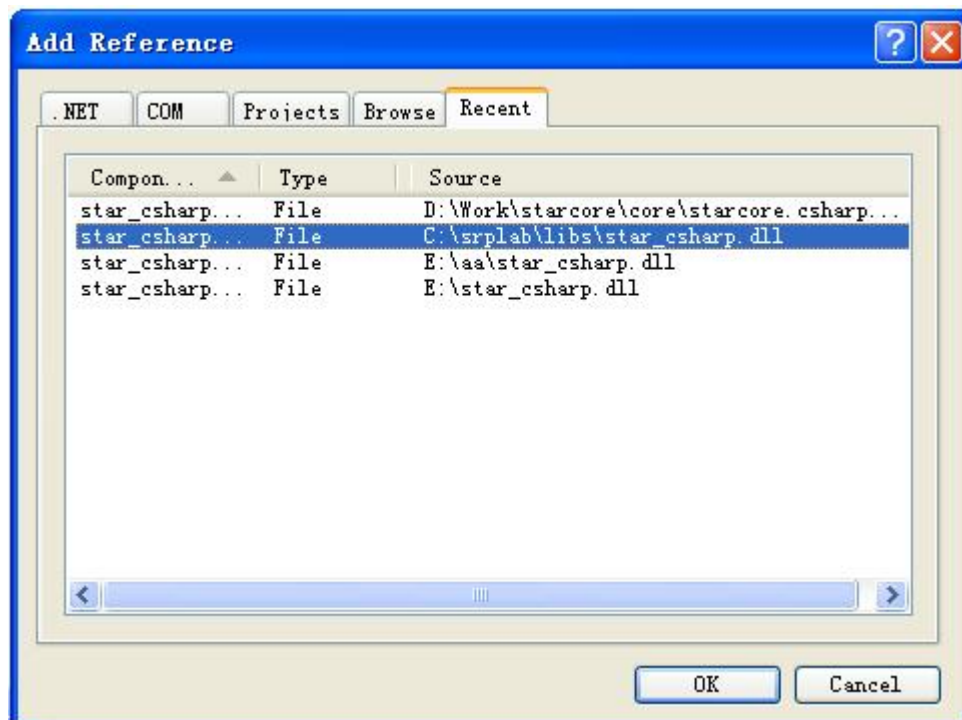 Add Reference
.NET COM Projects Browse Recent
Compon... Type Source
star_csharp... File D:\Work\starcore\core\starcore.csharp...
star_csharp... File C:\srplab\libs\star_csharp.dll
star_csharp... File E:\aa\star_csharp.dll
star_csharp... File E:\star_csharp.dll
OK Cancel